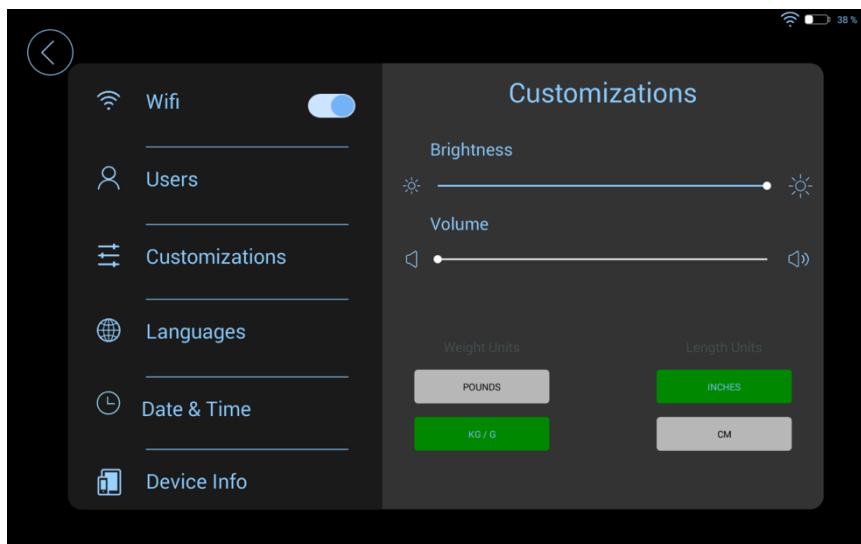 38 %
Wifi
Users
Customizations
Languages
Date & Time
Device Info
Customizations
Brightness
Volume
Weight Units
Length Units
POUNDS
INCHES
KG / G
CM